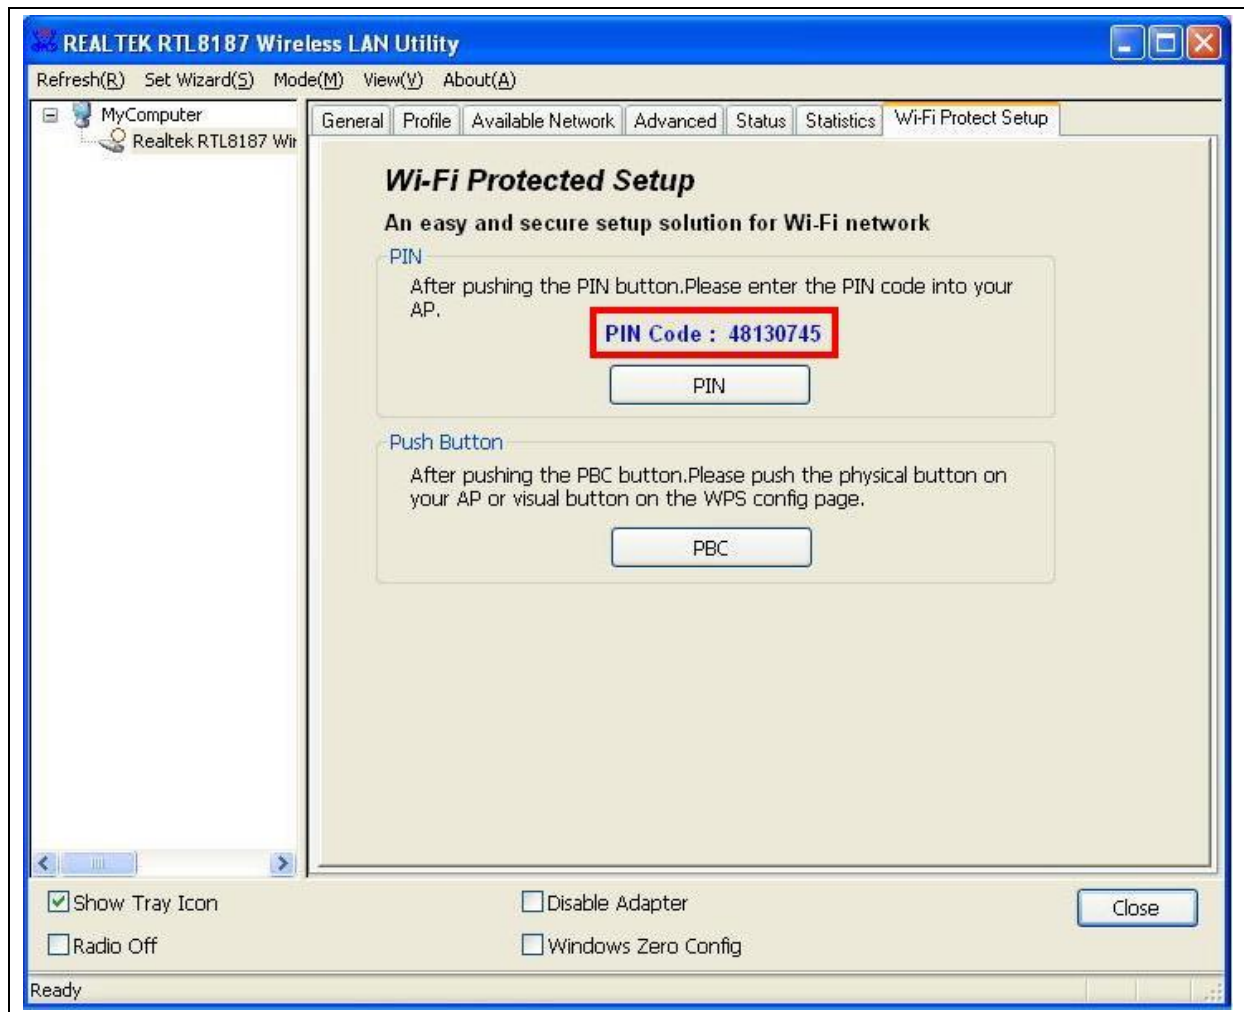 REALTEK RTL8187 Wireless LAN Utility
Refresh(R) Set Wizard(S) Mode(M) View(V) About(A)
MyComputer
Realtek RTL8187 Wir
General Profile Available Network Advanced Status Statistics Wi-Fi Protect Setup
Wi-Fi Protected Setup
An easy and secure setup solution for Wi-Fi network
PIN
After pushing the PIN button.Please enter the PIN code into your
AP.
PIN Code : 48130745
PIN
Push Button
After pushing the PBC button.Please push the physical button on
your AP or visual button on the WPS config page.
PBC
Show Tray Icon
Disable Adapter
Close
Radio Off
Windows Zero Config
Ready